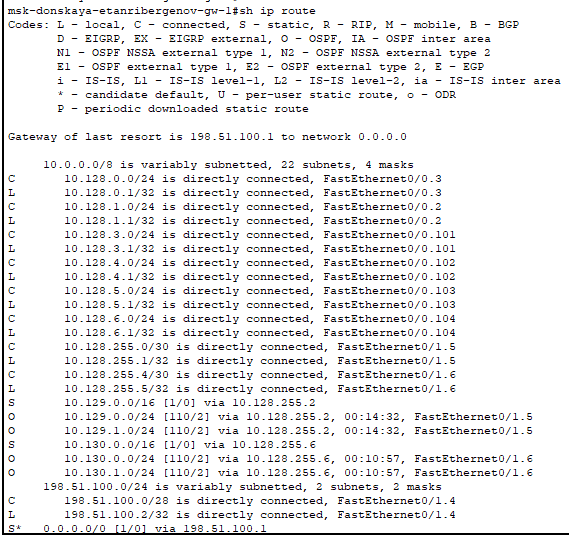 msk-donskaya-etanribergenov-gw-1#sh ip route
Codes: L - local, C - connected, S - static, R - RIP, M - mobile, B - BGP
D - EIGRP, EX - EIGRP external, O - OSPF, IA - OSPF inter area
N1 - OSPF NSSA external type 1, N2 - OSPF NSSA external type 2
E1 - OSPF external type 1, E2 - OSPF external type 2, E - EGP
i - IS-IS, L1 - IS-IS level-1, L2 - IS-IS level-2, ia - IS-IS inter area
* - candidate default, U - per-user static route, o - ODR
P - periodic downloaded static route
Gateway of last resort is 198.51.100.1 to network 0.0.0.0
10.0.0.0/8 is variably subnetted, 22 subnets, 4 masks
C 10.128.0.0/24 is directly connected, FastEthernet0/0.3
L 10.128.0.1/32 is directly connected, FastEthernet0/0.3
C 10.128.1.0/24 is directly connected, FastEthernet0/0.2
L 10.128.1.1/32 is directly connected, FastEthernet0/0.2
C 10.128.3.0/24 is directly connected, FastEthernet0/0.101
L 10.128.3.1/32 is directly connected, FastEthernet0/0.101
C 10.128.4.0/24 is directly connected, FastEthernet0/0.102
L 10.128.4.1/32 is directly connected, FastEthernet0/0.102
C 10.128.5.0/24 is directly connected, FastEthernet0/0.103
L 10.128.5.1/32 is directly connected, FastEthernet0/0.103
C 10.128.6.0/24 is directly connected, FastEthernet0/0.104
L 10.128.6.1/32 is directly connected, FastEthernet0/0.104
C 10.128.255.0/30 is directly connected, FastEthernet0/1.5
L 10.128.255.1/32 is directly connected, FastEthernet0/1.5
C 10.128.255.4/30 is directly connected, FastEthernet0/1.6
L 10.128.255.5/32 is directly connected, FastEthernet0/1.6
S 10.129.0.0/16 [1/0] via 10.128.255.2
O 10.129.0.0/24 [110/2] via 10.128.255.2, 00:14:32, FastEthernet0/1.5
O 10.129.1.0/24 [110/2] via 10.128.255.2, 00:14:32, FastEthernet0/1.5
S 10.130.0.0/16 [1/0] via 10.128.255.6
O 10.130.0.0/24 [110/2] via 10.128.255.6, 00:10:57, FastEthernet0/1.6
O 10.130.1.0/24 [110/2] via 10.128.255.6, 00:10:57, FastEthernet0/1.6
198.51.100.0/24 is variably subnetted, 2 subnets, 2 masks
C 198.51.100.0/28 is directly connected, FastEthernet0/1.4
L 198.51.100.2/32 is directly connected, FastEthernet0/1.4
S* 0.0.0.0/0 [1/0] via 198.51.100.1